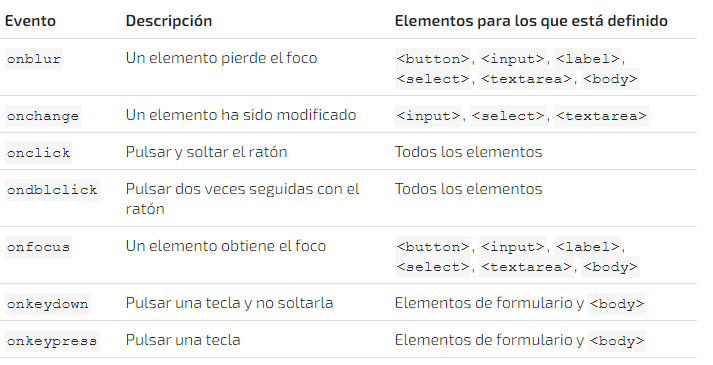 Evento Descripción Elementos para los que está definido
onblur Un elemento pierde el foco <button>, <input>, <label>,
<select>, <textarea>, <body>
onchange Un elemento ha sido modificado <input>, <select>, <textarea>
onclick Pulsar y soltar el ratón Todos los elementos
ondblclick Pulsar dos veces seguidas con el Todos los elementos
ratón
onfocus Un elemento obtiene el foco <button>, <input>, <label>,
<select>, <textarea>, <body>
onkeydown Pulsar una tecla y no soltarla Elementos de formulario y <body>
onkeypress Pulsar una tecla Elementos de formulario y <body>